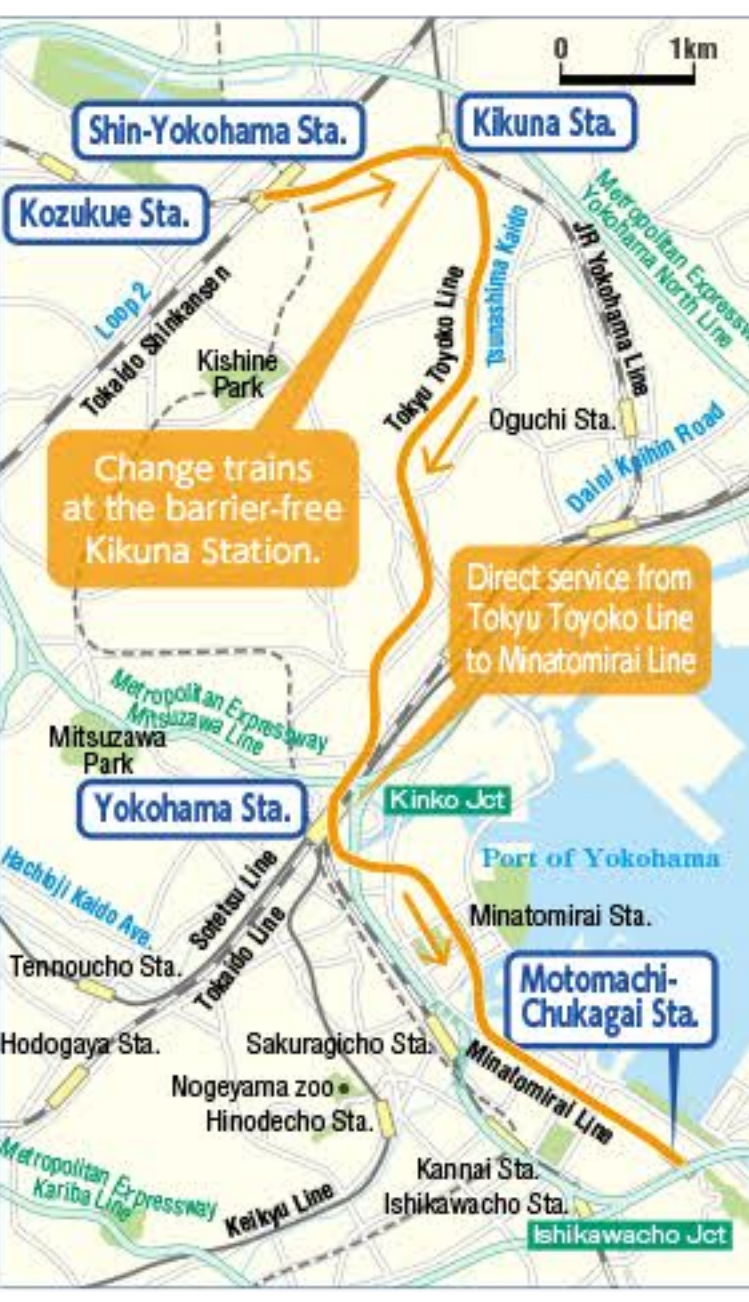 0 1km
Shin-Yokohama Sta.
Kikuna Sta.
Kozukue Sta.
Metropolitan Expressw
Yokohama North Line
Tsunashima Kaido
JR Yokohama Line
Loop 2
Tokaido Shinkansen
Tokyu Toyoko Line
Kishine
Park
Oguchi Sta.
Daini Keihin Road
Change trains
at the barrier-free
Kikuna Station.
Direct service from
Tokyu Toyoko Line
to Minatomirai Line
Metropolitan Expressway
Mitsuzawa Line
Mitsuzawa
Park
Yokohama Sta.
Kinko Jct
Port of Yokohama
Hachioji Kaido Ave.
Sotetsu Line
Tokaido Line
Minatomirai Sta.
Tennoucho Sta.
Motomachi-
Chukagai Sta.
Hodogaya Sta.
Sakuragicho Sta.
Minatomirai Line
Nogeyama zoo
Hinodecho Sta.
Metropolitan Expressway
Kariba Line
Keikyu Line
Kannai Sta.
Ishikawacho Sta.
Ishikawacho Jct